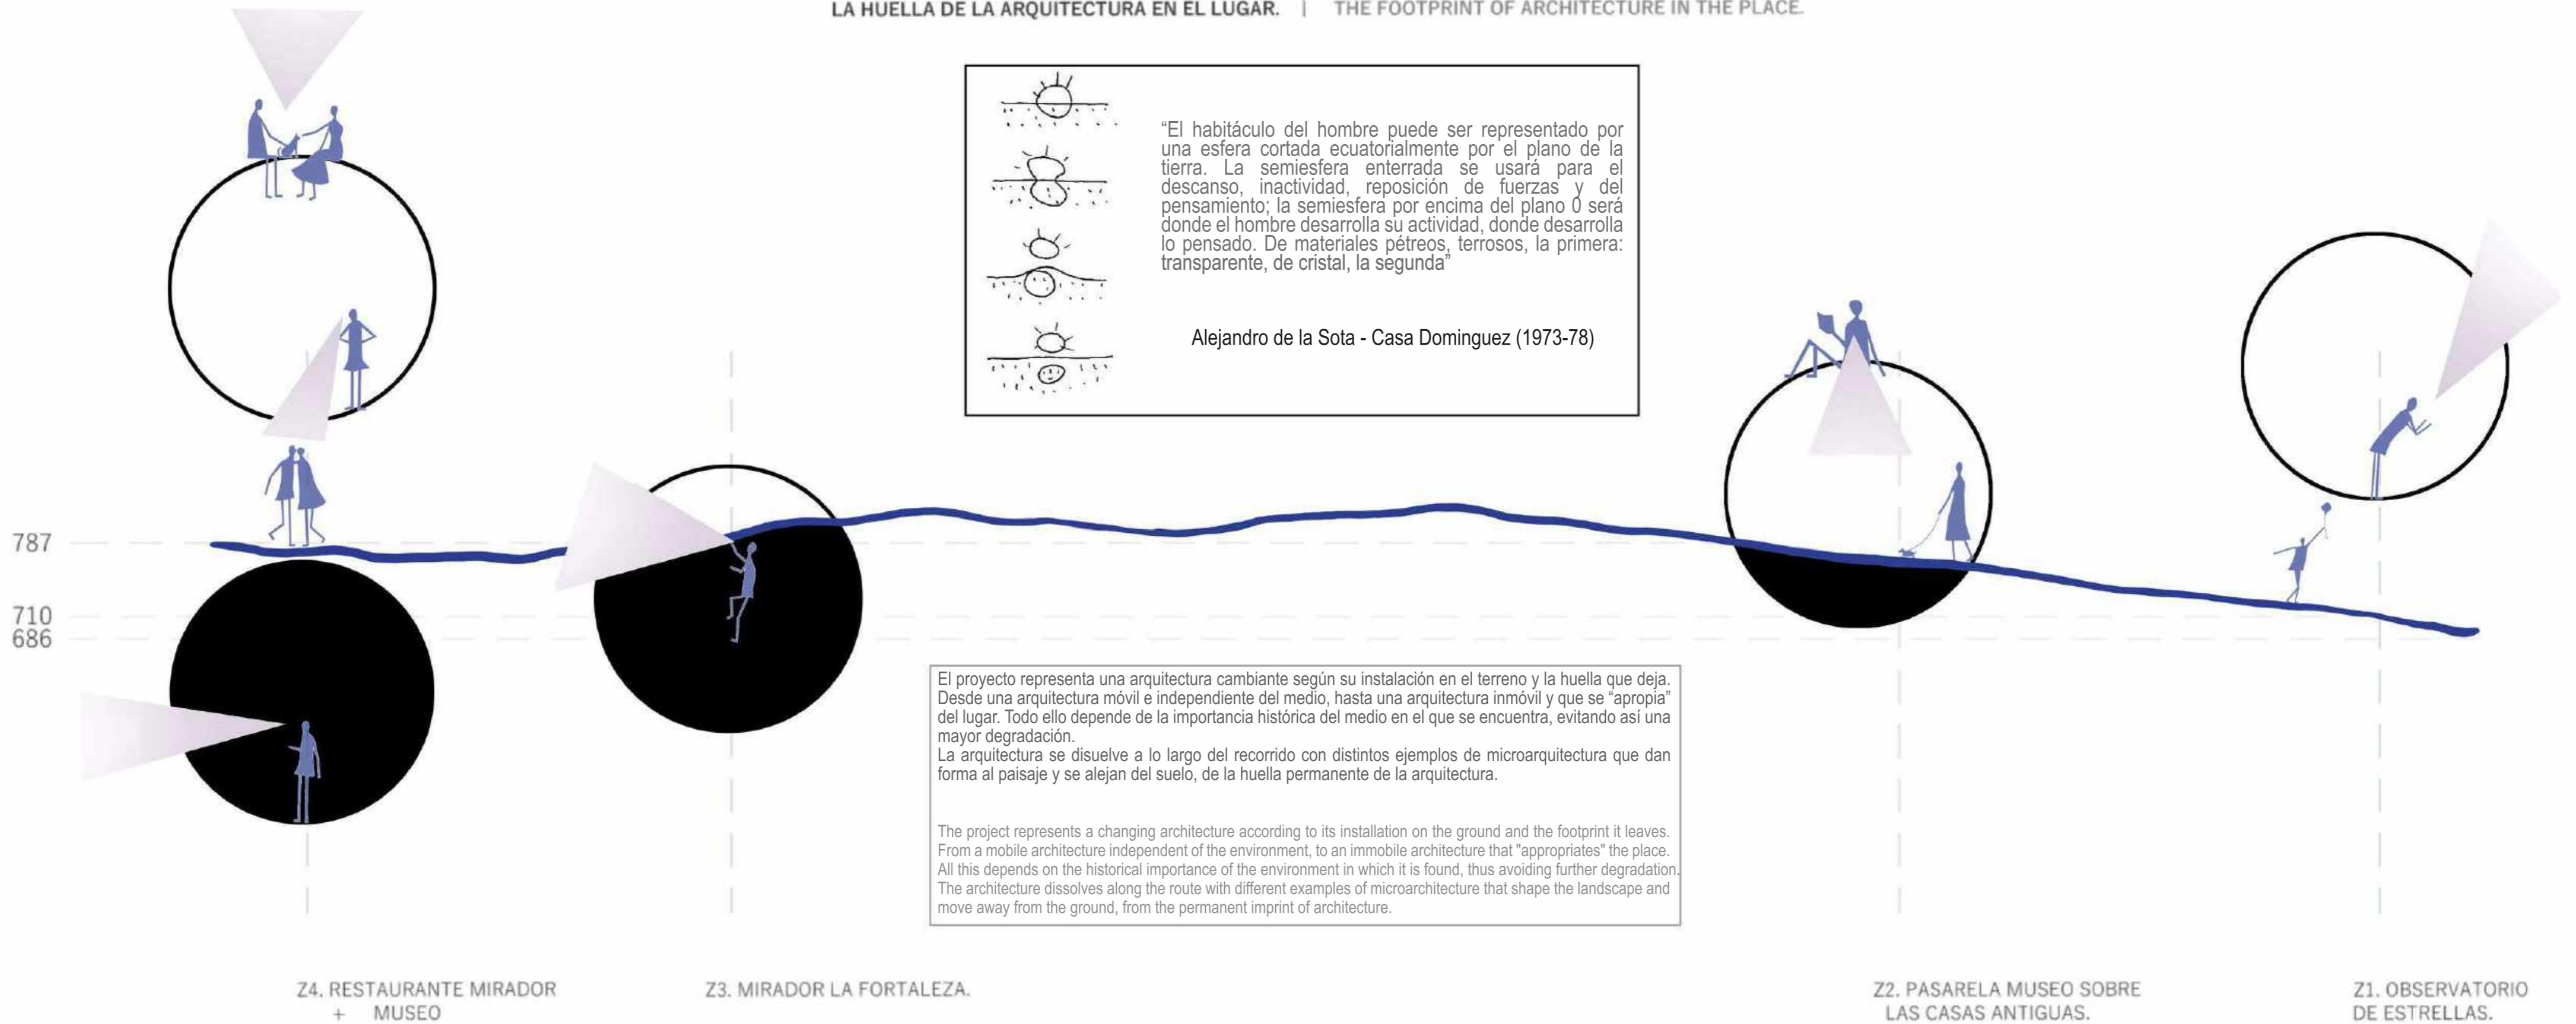 LA HUELLA DE LA ARQUITECTURA EN EL LUGAR. | THE FOOTPRINT OF ARCHITECTURE IN THE PLACE.
“El habitáculo del hombre puede ser representado por
una esfera cortada ecuatorialmente por el plano de la
tierra. La semiesfera enterrada se usará para el
descanso, inactividad, reposición de fuerzas y del
pensamiento; la semiesfera por encima del plano 0 será
donde el hombre desarrolla su actividad, donde desarrolla
lo pensado. De materiales pétreos, terrosos, la primera:
transparente, de cristal, la segunda”
Alejandro de la Sota - Casa Dominguez (1973-78)
787
710
686
El proyecto representa una arquitectura cambiante según su instalación en el terreno y la huella que deja.
Desde una arquitectura móvil e independiente del medio, hasta una arquitectura inmóvil y que se “apropia”
del lugar. Todo ello depende de la importancia histórica del medio en el que se encuentra, evitando así una
mayor degradación.
La arquitectura se disuelve a lo largo del recorrido con distintos ejemplos de microarquitectura que dan
forma al paisaje y se alejan del suelo, de la huella permanente de la arquitectura.
The project represents a changing architecture according to its installation on the ground and the footprint it leaves.
From a mobile architecture independent of the environment, to an immobile architecture that "appropriates" the place.
All this depends on the historical importance of the environment in which it is found, thus avoiding further degradation.
The architecture dissolves along the route with different examples of microarchitecture that shape the landscape and
move away from the ground, from the permanent imprint of architecture.
Z4. RESTAURANTE MIRADOR
+ MUSEO
Z3. MIRADOR LA FORTALEZA.
Z2. PASARELA MUSEO SOBRE
LAS CASAS ANTIGUAS.
Z1. OBSERVATORIO
DE ESTRELLAS.